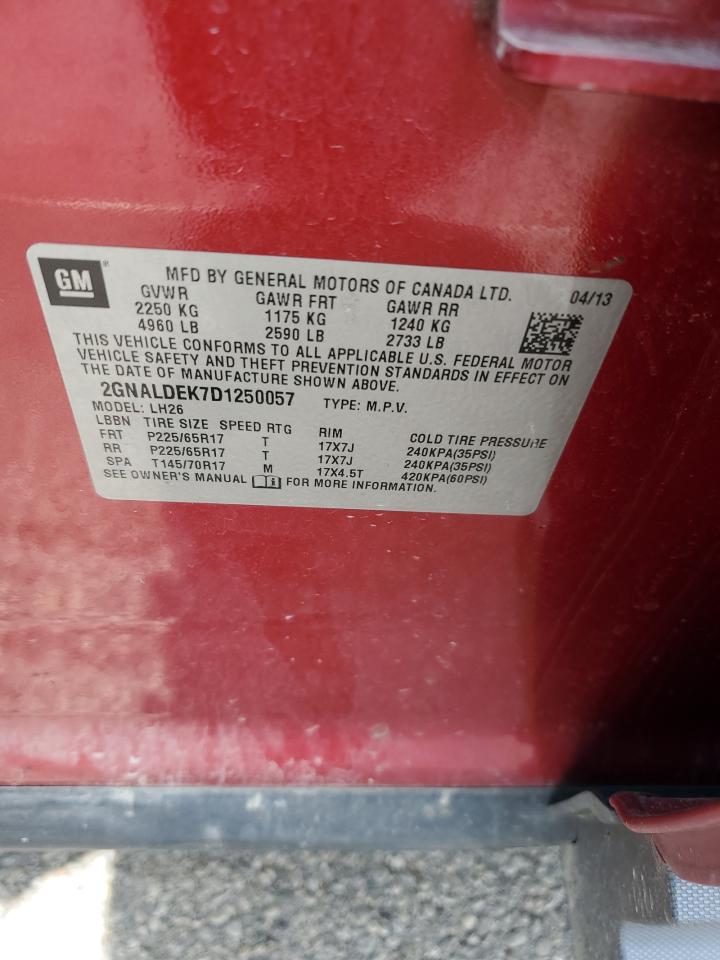 GM ® MFD BY GENERAL MOTORS OF CANADA LTD. 04/13
GVWR GAWR FRT GAWR RR
2250 KG 1175 KG 1240 KG
4960 LB 2590 LB 2733 LB
THIS VEHICLE CONFORMS TO ALL APPLICABLE U.S. FEDERAL MOTOR
VEHICLE SAFETY AND THEFT PREVENTION STANDARDS IN EFFECT ON
THE DATE OF MANUFACTURE SHOWN ABOVE.
2GNALDEK7D1250057 TYPE: M.P.V.
MODEL: LH26
LBBN TIRE SIZE SPEED RTG RIM COLD TIRE PRESSURE
FRT P225/65R17 T 17X7J 240KPA(35PSI)
RR P225/65R17 T 17X7J 240KPA(35PSI)
SPA T145/70R17 M 17X4.5T 420KPA(60PSI)
SEE OWNER'S MANUAL FOR MORE INFORMATION.